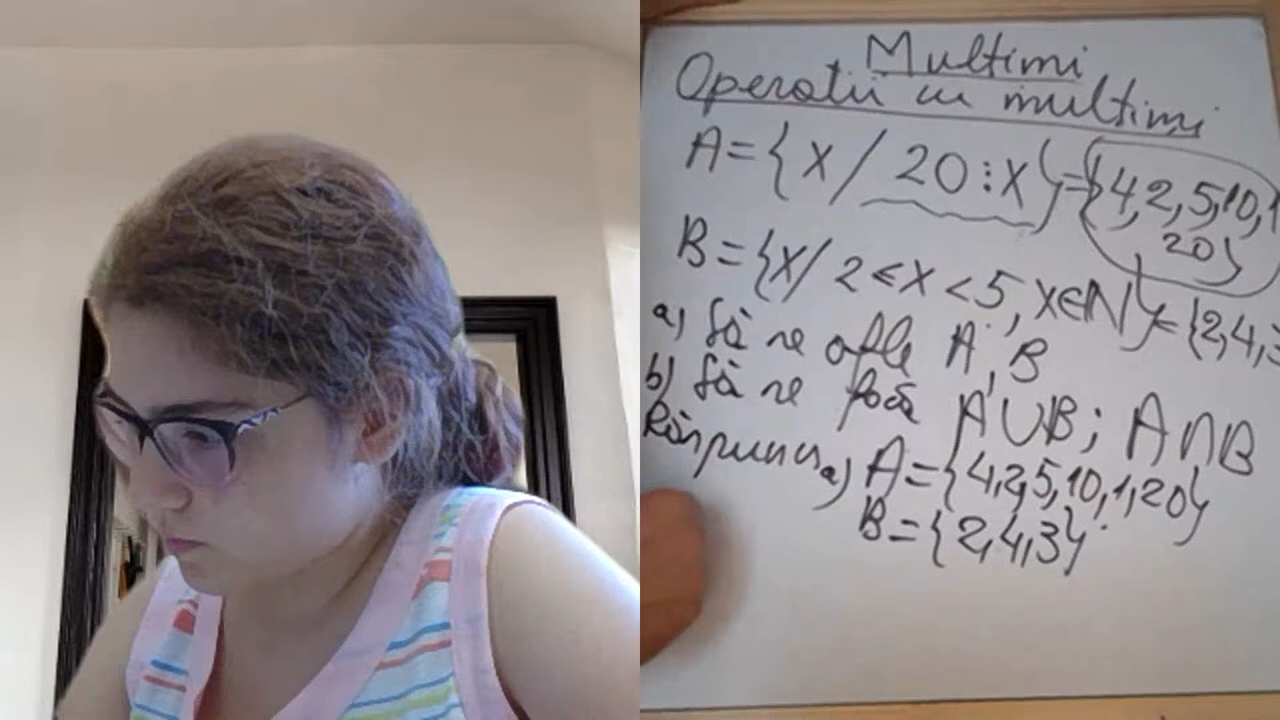 Multimi
Operatii cu multimi
A={x/ 20⋮x}={4,2,5,10,1
20}
B={x/ 2≤x<5, x∈N}={2,4,3
a) Să se afle A, B
b) Să se facă A∪B; A∩B
Răspuns a) A={4,2,5,10,1,20}
B={2,4,3}